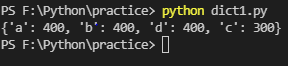 PS F:\Python\practice> python dict1.py
{'a': 400, 'b': 400, 'd': 400, 'c': 300}
PS F:\Python\practice>